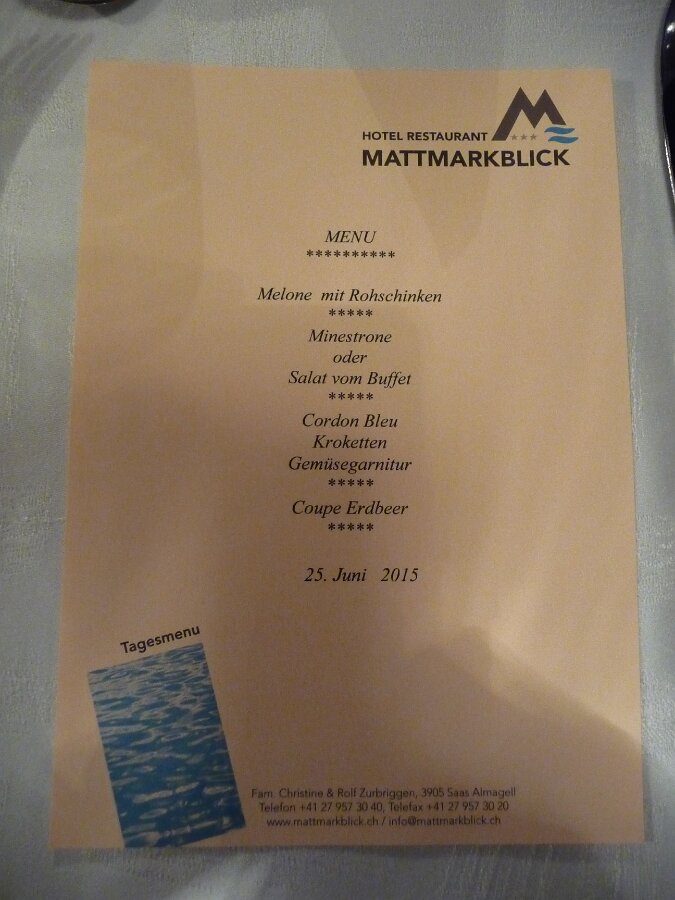 HOTEL RESTAURANT
MATTMARKBLICK
MENU
**********
Melone mit Rohschinken
*****
Minestrone
oder
Salat vom Buffet
*****
Cordon Bleu
Kroketten
Gemüsegarnitur
*****
Coupe Erdbeer
*****
25. Juni 2015
Tagesmenu
Fam. Christine & Rolf Zurbriggen, 3905 Saas Almagell
Telefon +41 27 957 30 40, Telefax +41 27 957 30 20
www.mattmarkblick.ch / info@mattmarkblick.ch